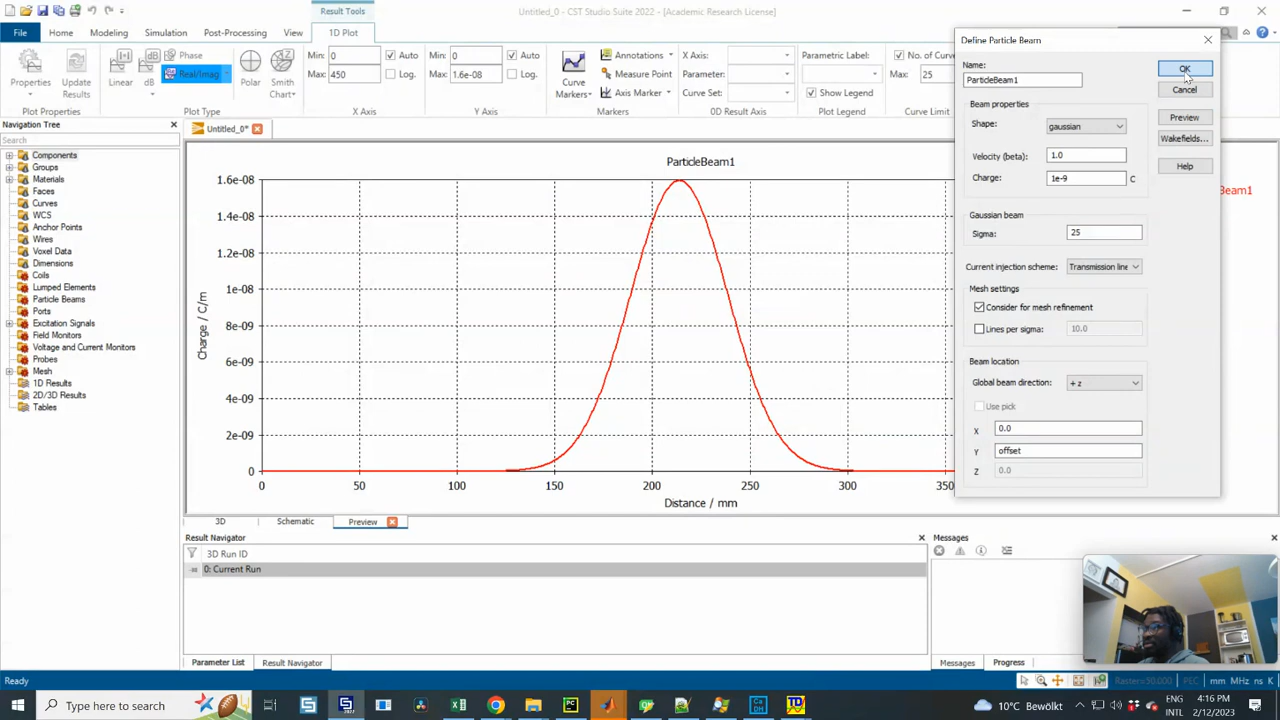 Result Tools
Untitled_0 - CST Studio Suite 2022 - [Academic Research License]
File Home Modeling Simulation Post-Processing View 1D Plot
Properties
Update Results
Plot Properties
Linear dB
Phase
Real/Imag
Polar
Smith Chart
Plot Type
Min: 0 Auto
Max: 450 Log.
X Axis
Min: 0 Auto
Max: 1.6e-08 Log.
Y Axis
Curve Markers
Annotations
Measure Point
Axis Marker
Markers
X Axis:
Parameter:
Curve Set:
0D Result Axis
Parametric Label:
Show Legend
Plot Legend
No. of Curve
Max: 25
Curve Limit
Navigation Tree
Search
Components
Groups
Materials
Faces
Curves
WCS
Anchor Points
Wires
Voxel Data
Dimensions
Coils
Lumped Elements
Particle Beams
Ports
Excitation Signals
Field Monitors
Voltage and Current Monitors
Probes
Mesh
1D Results
2D/3D Results
Tables
Untitled_0*
ParticleBeam1
1.6e-08
1.4e-08
1.2e-08
1e-08
8e-09
6e-09
4e-09
2e-09
0
Charge / C/m
0 50 100 150 200 250 300 35
Distance / mm
Beam1
3D Schematic Preview
Result Navigator
3D Run ID
0: Current Run
Parameter List Result Navigator
Messages
Messages Progress
Define Particle Beam
Name:
ParticleBeam1
OK
Cancel
Preview
Wakefields...
Help
Beam properties
Shape: gaussian
Velocity (beta): 1.0
Charge: 1e-9 C
Gaussian beam
Sigma: 25
Current injection scheme: Transmission line
Mesh settings
Consider for mesh refinement
Lines per sigma: 10.0
Beam location
Global beam direction: + z
Use pick
X 0.0
Y offset
Z 0.0
Ready
Raster=50.000 PEC mm MHz ns K
Type here to search
10°C Bewölkt
ENG
INTL
4:16 PM
2/12/2023